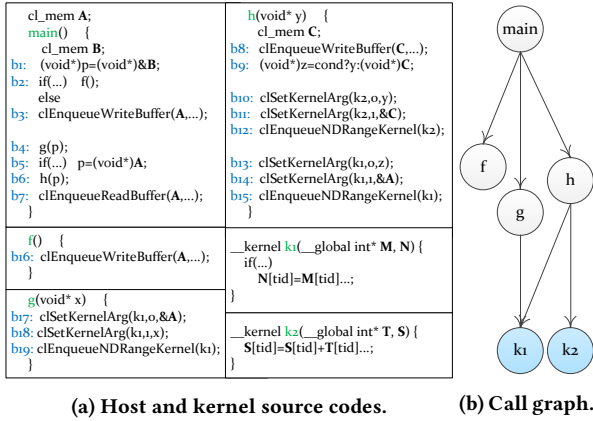 cl_mem A;
main() {
cl_mem B;
b1: (void*)p=(void*)&B;
b2: if(...) f();
else
b3: clEnqueueWriteBuffer(A,...);
b4: g(p);
b5: if(...) p=(void*)A;
b6: h(p);
b7: clEnqueueReadBuffer(A,...);
}
f() {
b16: clEnqueueWriteBuffer(A,...);
}
g(void* x) {
b17: clSetKernelArg(k1,0,&A);
b18: clSetKernelArg(k1,1,x);
b19: clEnqueueNDRangeKernel(k1);
}
h(void* y) {
cl_mem C;
b8: clEnqueueWriteBuffer(C,...);
b9: (void*)z=cond?y:(void*)C;
b10: clSetKernelArg(k2,0,y);
b11: clSetKernelArg(k2,1,&C);
b12: clEnqueueNDRangeKernel(k2);
b13: clSetKernelArg(k1,0,z);
b14: clSetKernelArg(k1,1,&A);
b15: clEnqueueNDRangeKernel(k1);
}
__kernel k1(__global int* M, N) {
if(...)
N[tid]=M[tid]...;
}
__kernel k2(__global int* T, S) {
S[tid]=S[tid]+T[tid]...;
}
(a) Host and kernel source codes.
main
f
g
h
k1
k2
(b) Call graph.